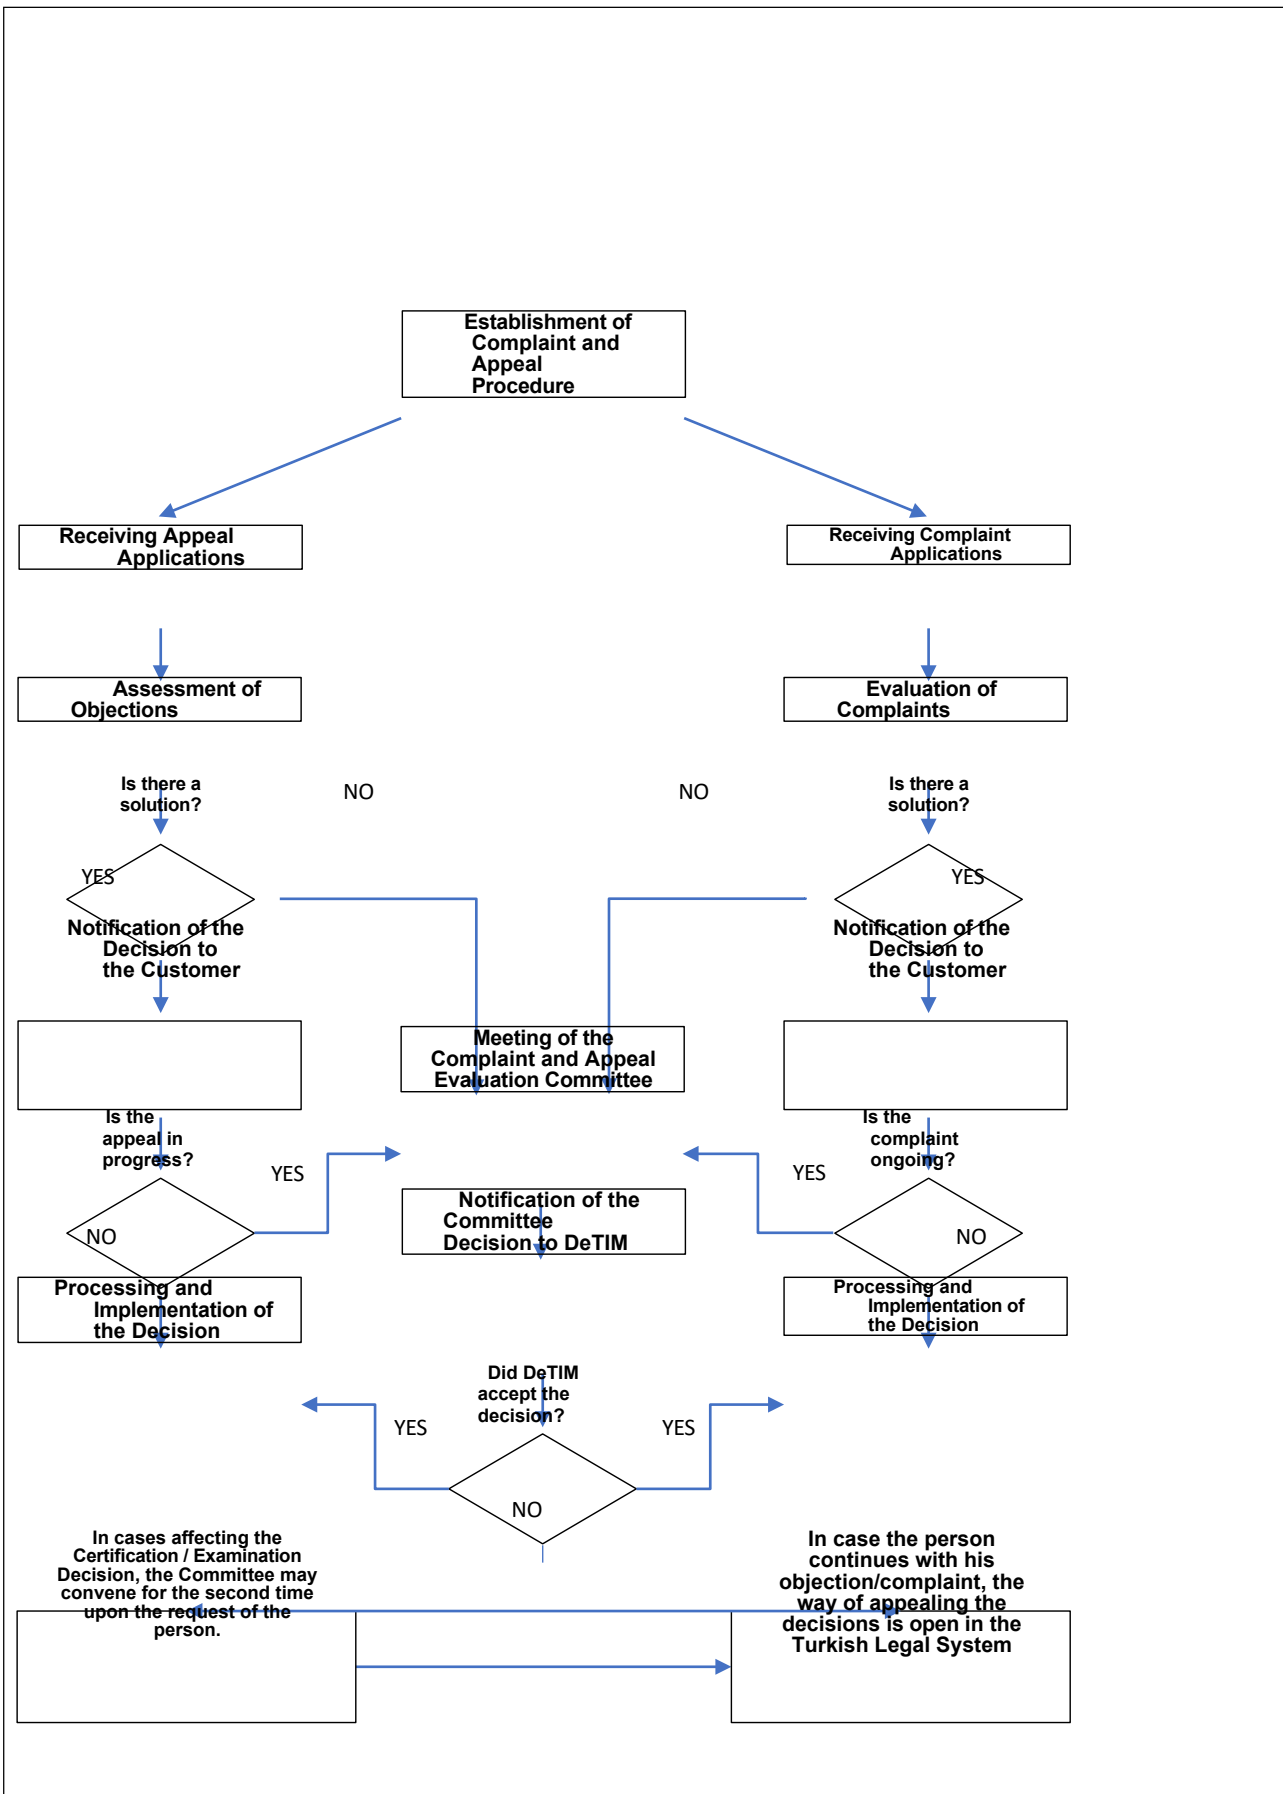 Establishment of
Complaint and
Appeal
Procedure
Receiving Appeal
Applications
Receiving Complaint
Applications
Assessment of
Objections
Evaluation of
Complaints
Is there a
solution?
NO
NO
Is there a
solution?
YES
YES
Notification of the
Decision to
the Customer
Notification of the
Decision to
the Customer
Meeting of the
Complaint and Appeal
Evaluation Committee
Is the
appeal in
progress?
Is the
complaint
ongoing?
YES
YES
Notification of the
Committee
Decision to DeTIM
NO
NO
Processing and
Implementation of
the Decision
Processing and
Implementation of
the Decision
Did DeTIM
accept the
decision?
YES
YES
NO
In cases affecting the
Certification / Examination
Decision, the Committee may
convene for the second time
upon the request of the
person.
In case the person
continues with his
objection/complaint, the
way of appealing the
decisions is open in the
Turkish Legal System